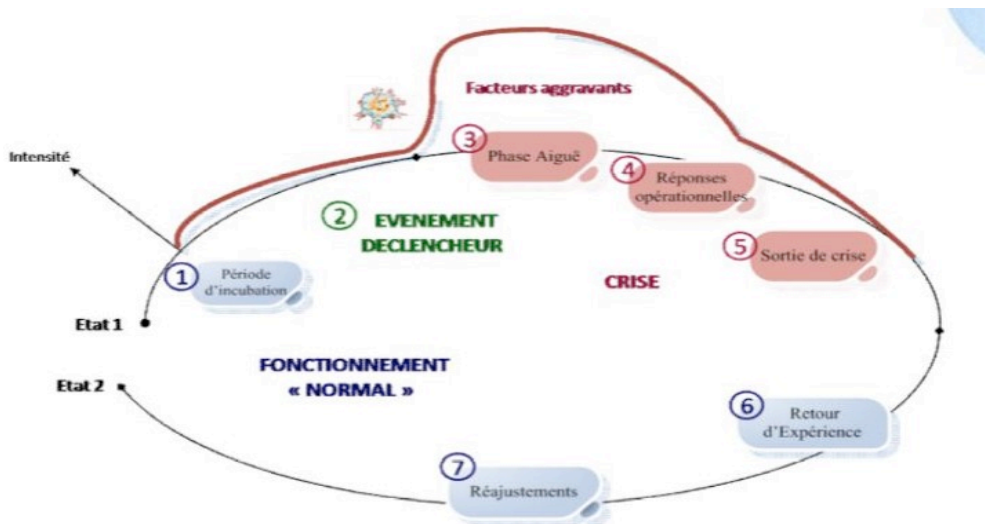 Facteurs aggravants
3
Phase Aiguë
Intensité
4
Réponses
opérationnelles
2
EVENEMENT
DECLENCHEUR
5
Sortie de crise
1
Période
d'incubation
CRISE
Etat 1
FONCTIONNEMENT
« NORMAL »
Etat 2
6
Retour
d'Expérience
7
Réajustements